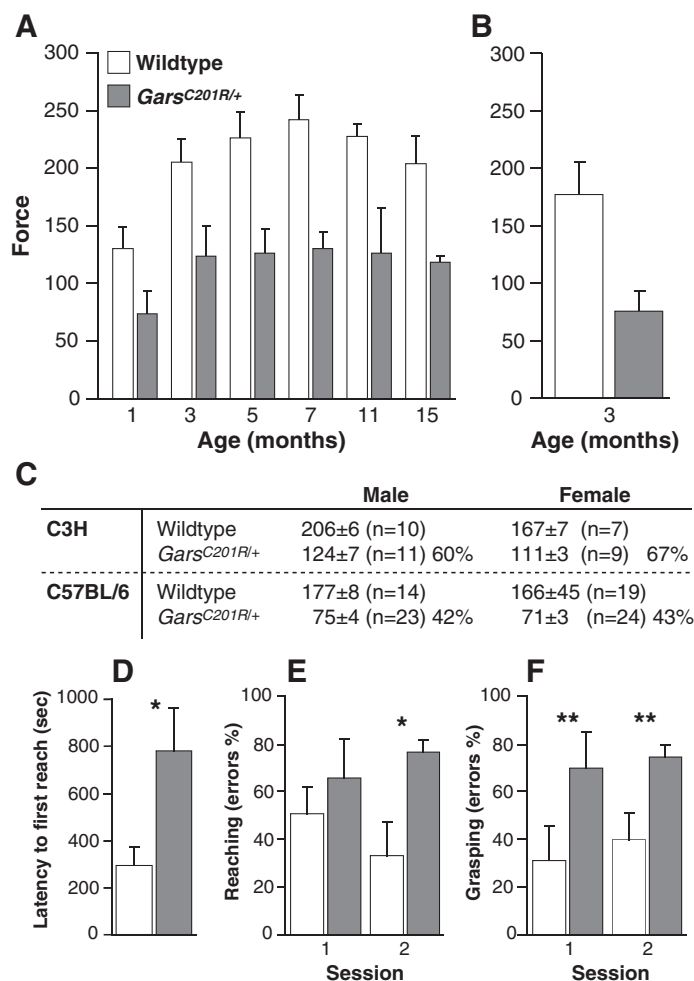 A
B
300
250
200
150
100
50
0
Force
Wildtype
Gars^C201R/+
1 3 5 7 11 15
Age (months)
300
250
200
150
100
50
0
3
Age (months)
C
Male Female
C3H Wildtype 206±6 (n=10) 167±7 (n=7)
Gars^C201R/+ 124±7 (n=11) 60% 111±3 (n=9) 67%
C57BL/6 Wildtype 177±8 (n=14) 166±45 (n=19)
Gars^C201R/+ 75±4 (n=23) 42% 71±3 (n=24) 43%
D
Latency to first reach (sec)
1000
800
600
400
200
0
*
E
Reaching (errors %)
100
80
60
40
20
0
*
1 2
Session
F
Grasping (errors %)
100
80
60
40
20
0
** **
1 2
Session